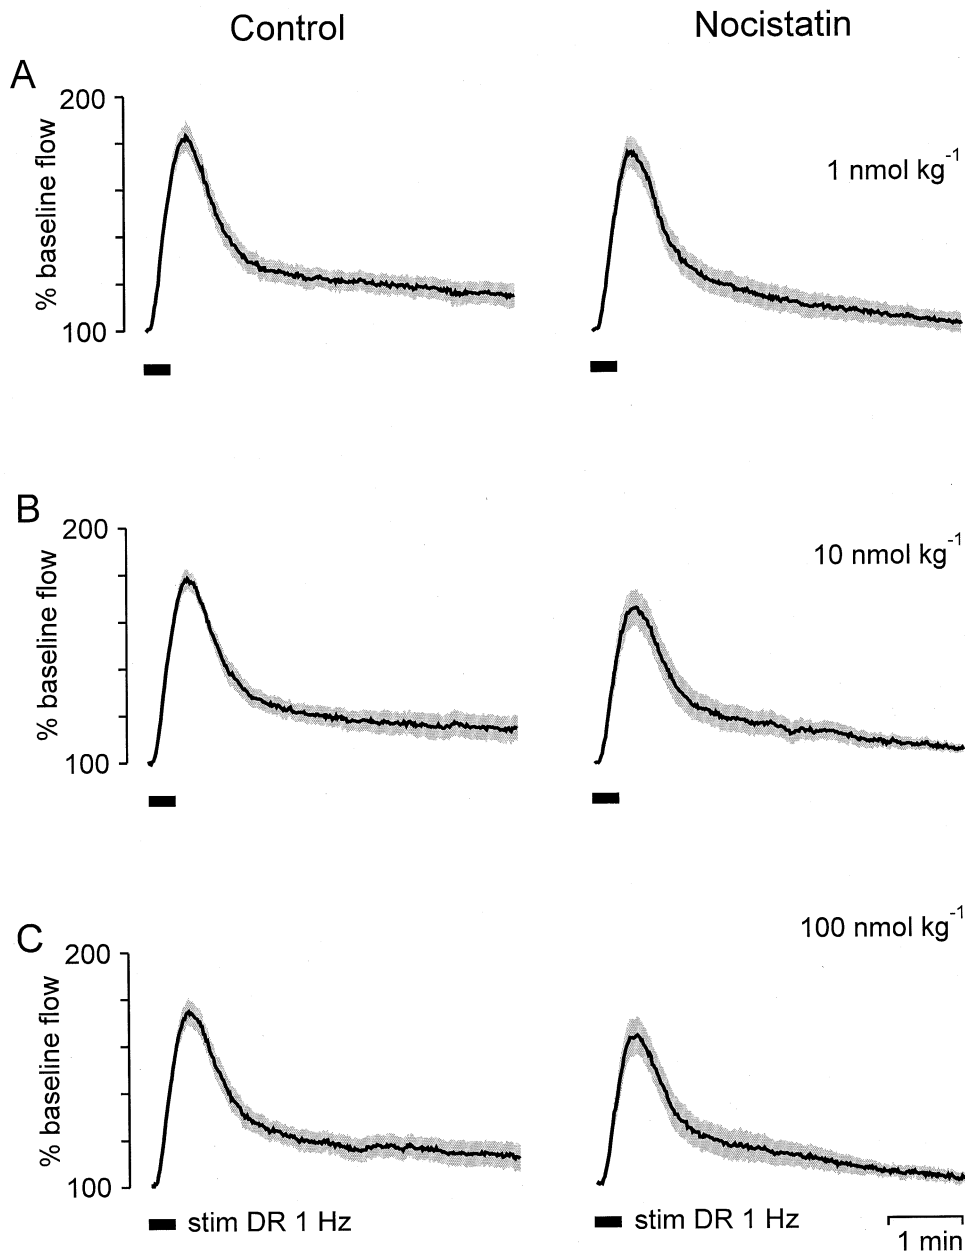 Control
Nocistatin
A
200
% baseline flow
100
1 nmol kg⁻¹
B
200
% baseline flow
100
10 nmol kg⁻¹
C
200
% baseline flow
100
100 nmol kg⁻¹
stim DR 1 Hz
stim DR 1 Hz
1 min